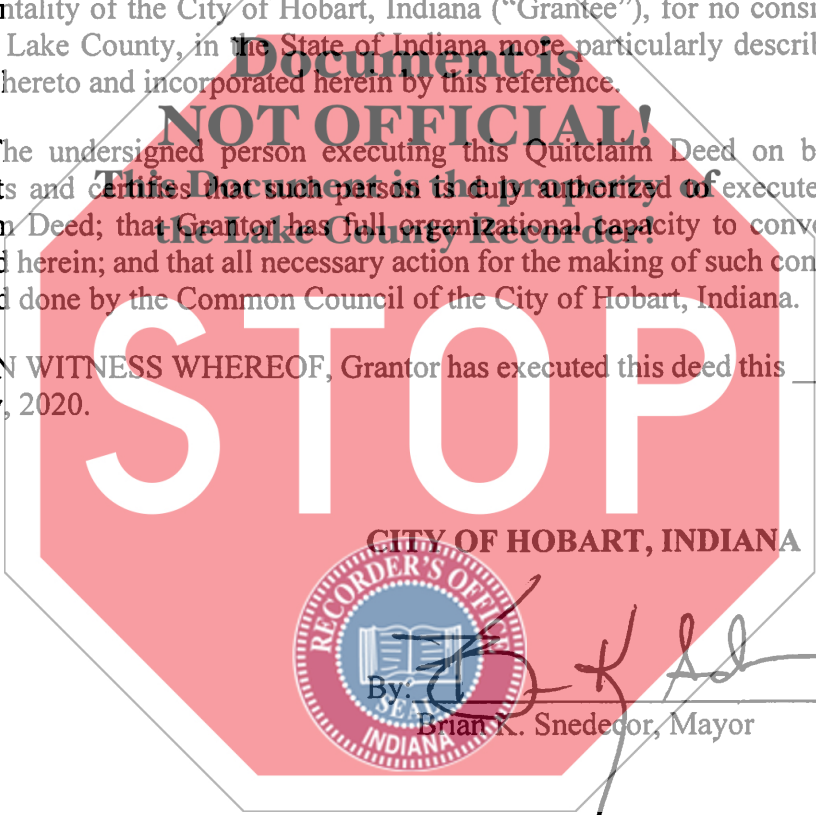 ntality of the City of Hobart, Indiana (“Grantee”), for no consi
Lake County, in the State of Indiana more particularly describ
hereto and incorporated herein by this reference.
Document is
NOT OFFICIAL!
This Document is the property of
the Lake County Recorder!
he undersigned person executing this Quitclaim Deed on b
ts and certifies that such person is duly authorized to execute
n Deed; that Grantor has full organizational capacity to conve
d herein; and that all necessary action for the making of such con
d done by the Common Council of the City of Hobart, Indiana.
N WITNESS WHEREOF, Grantor has executed this deed this
, 2020.
STOP
CITY OF HOBART, INDIANA
RECORDER'S OFFICE
SEAL
INDIANA
By:
Brian K. Snedecor, Mayor